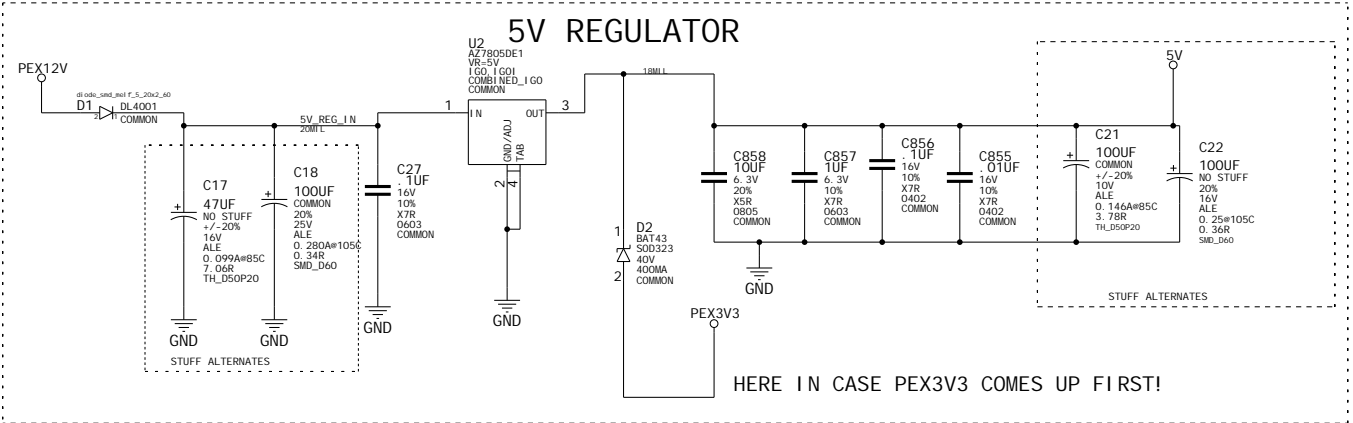 5V REGULATOR
PEX12V
diode_smd_melf_5_20x2_60
D1
DL4001
COMMON
2
1
5V_REG_IN
20MIL
U2
AZ7805DE1
VR=5V
IGO,IGOI
COMBINED_IGO
COMMON
1
IN
OUT
3
GND/ADJ
TAB
2
4
GND
18MIL
C17
47UF
NO STUFF
+/-20%
16V
ALE
0.099A@85C
7.06R
TH_D50P20
GND
C18
100UF
COMMON
20%
25V
ALE
0.280A@105C
0.34R
SMD_D60
GND
STUFF ALTERNATES
C27
.1UF
16V
10%
X7R
0603
COMMON
GND
1
2
D2
BAT43
SOD323
40V
400MA
COMMON
PEX3V3
HERE IN CASE PEX3V3 COMES UP FIRST!
C858
10UF
6.3V
20%
X5R
0805
COMMON
GND
C857
1UF
6.3V
10%
X7R
0603
COMMON
C856
.1UF
16V
10%
X7R
0402
COMMON
C855
.01UF
16V
10%
X7R
0402
COMMON
5V
C21
100UF
COMMON
+/-20%
10V
ALE
0.146A@85C
3.78R
TH_D50P20
C22
100UF
NO STUFF
20%
16V
ALE
0.25@105C
0.36R
SMD_D60
STUFF ALTERNATES